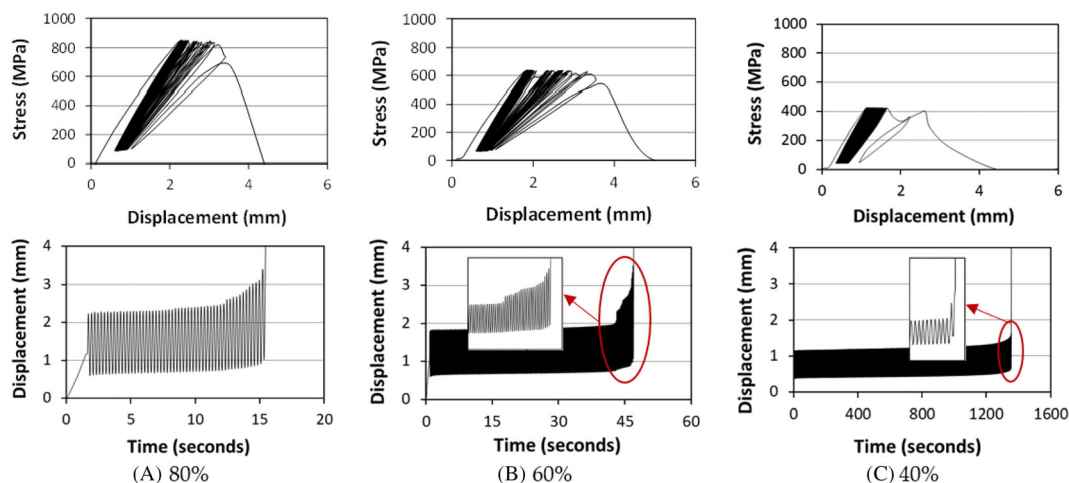 Stress (MPa)
1000
800
600
400
200
0
0 2 4 6
Displacement (mm)
Stress (MPa)
1000
800
600
400
200
0
0 2 4 6
Displacement (mm)
Stress (MPa)
1000
800
600
400
200
0
0 2 4 6
Displacement (mm)
Displacement (mm)
4
3
2
1
0
0 5 10 15 20
Time (seconds)
(A) 80%
Displacement (mm)
4
3
2
1
0
0 15 30 45 60
Time (seconds)
(B) 60%
Displacement (mm)
4
3
2
1
0
0 400 800 1200 1600
Time (seconds)
(C) 40%